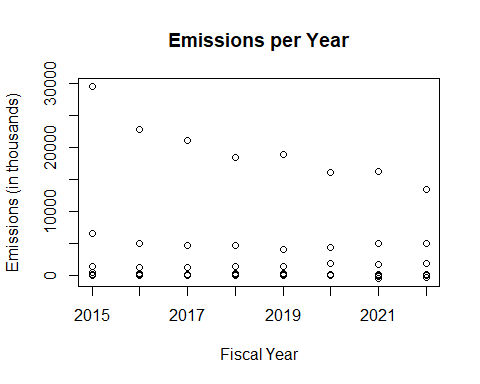 Emissions per Year
Emissions (in thousands)
30000
20000
10000
0
2015 2017 2019 2021
Fiscal Year